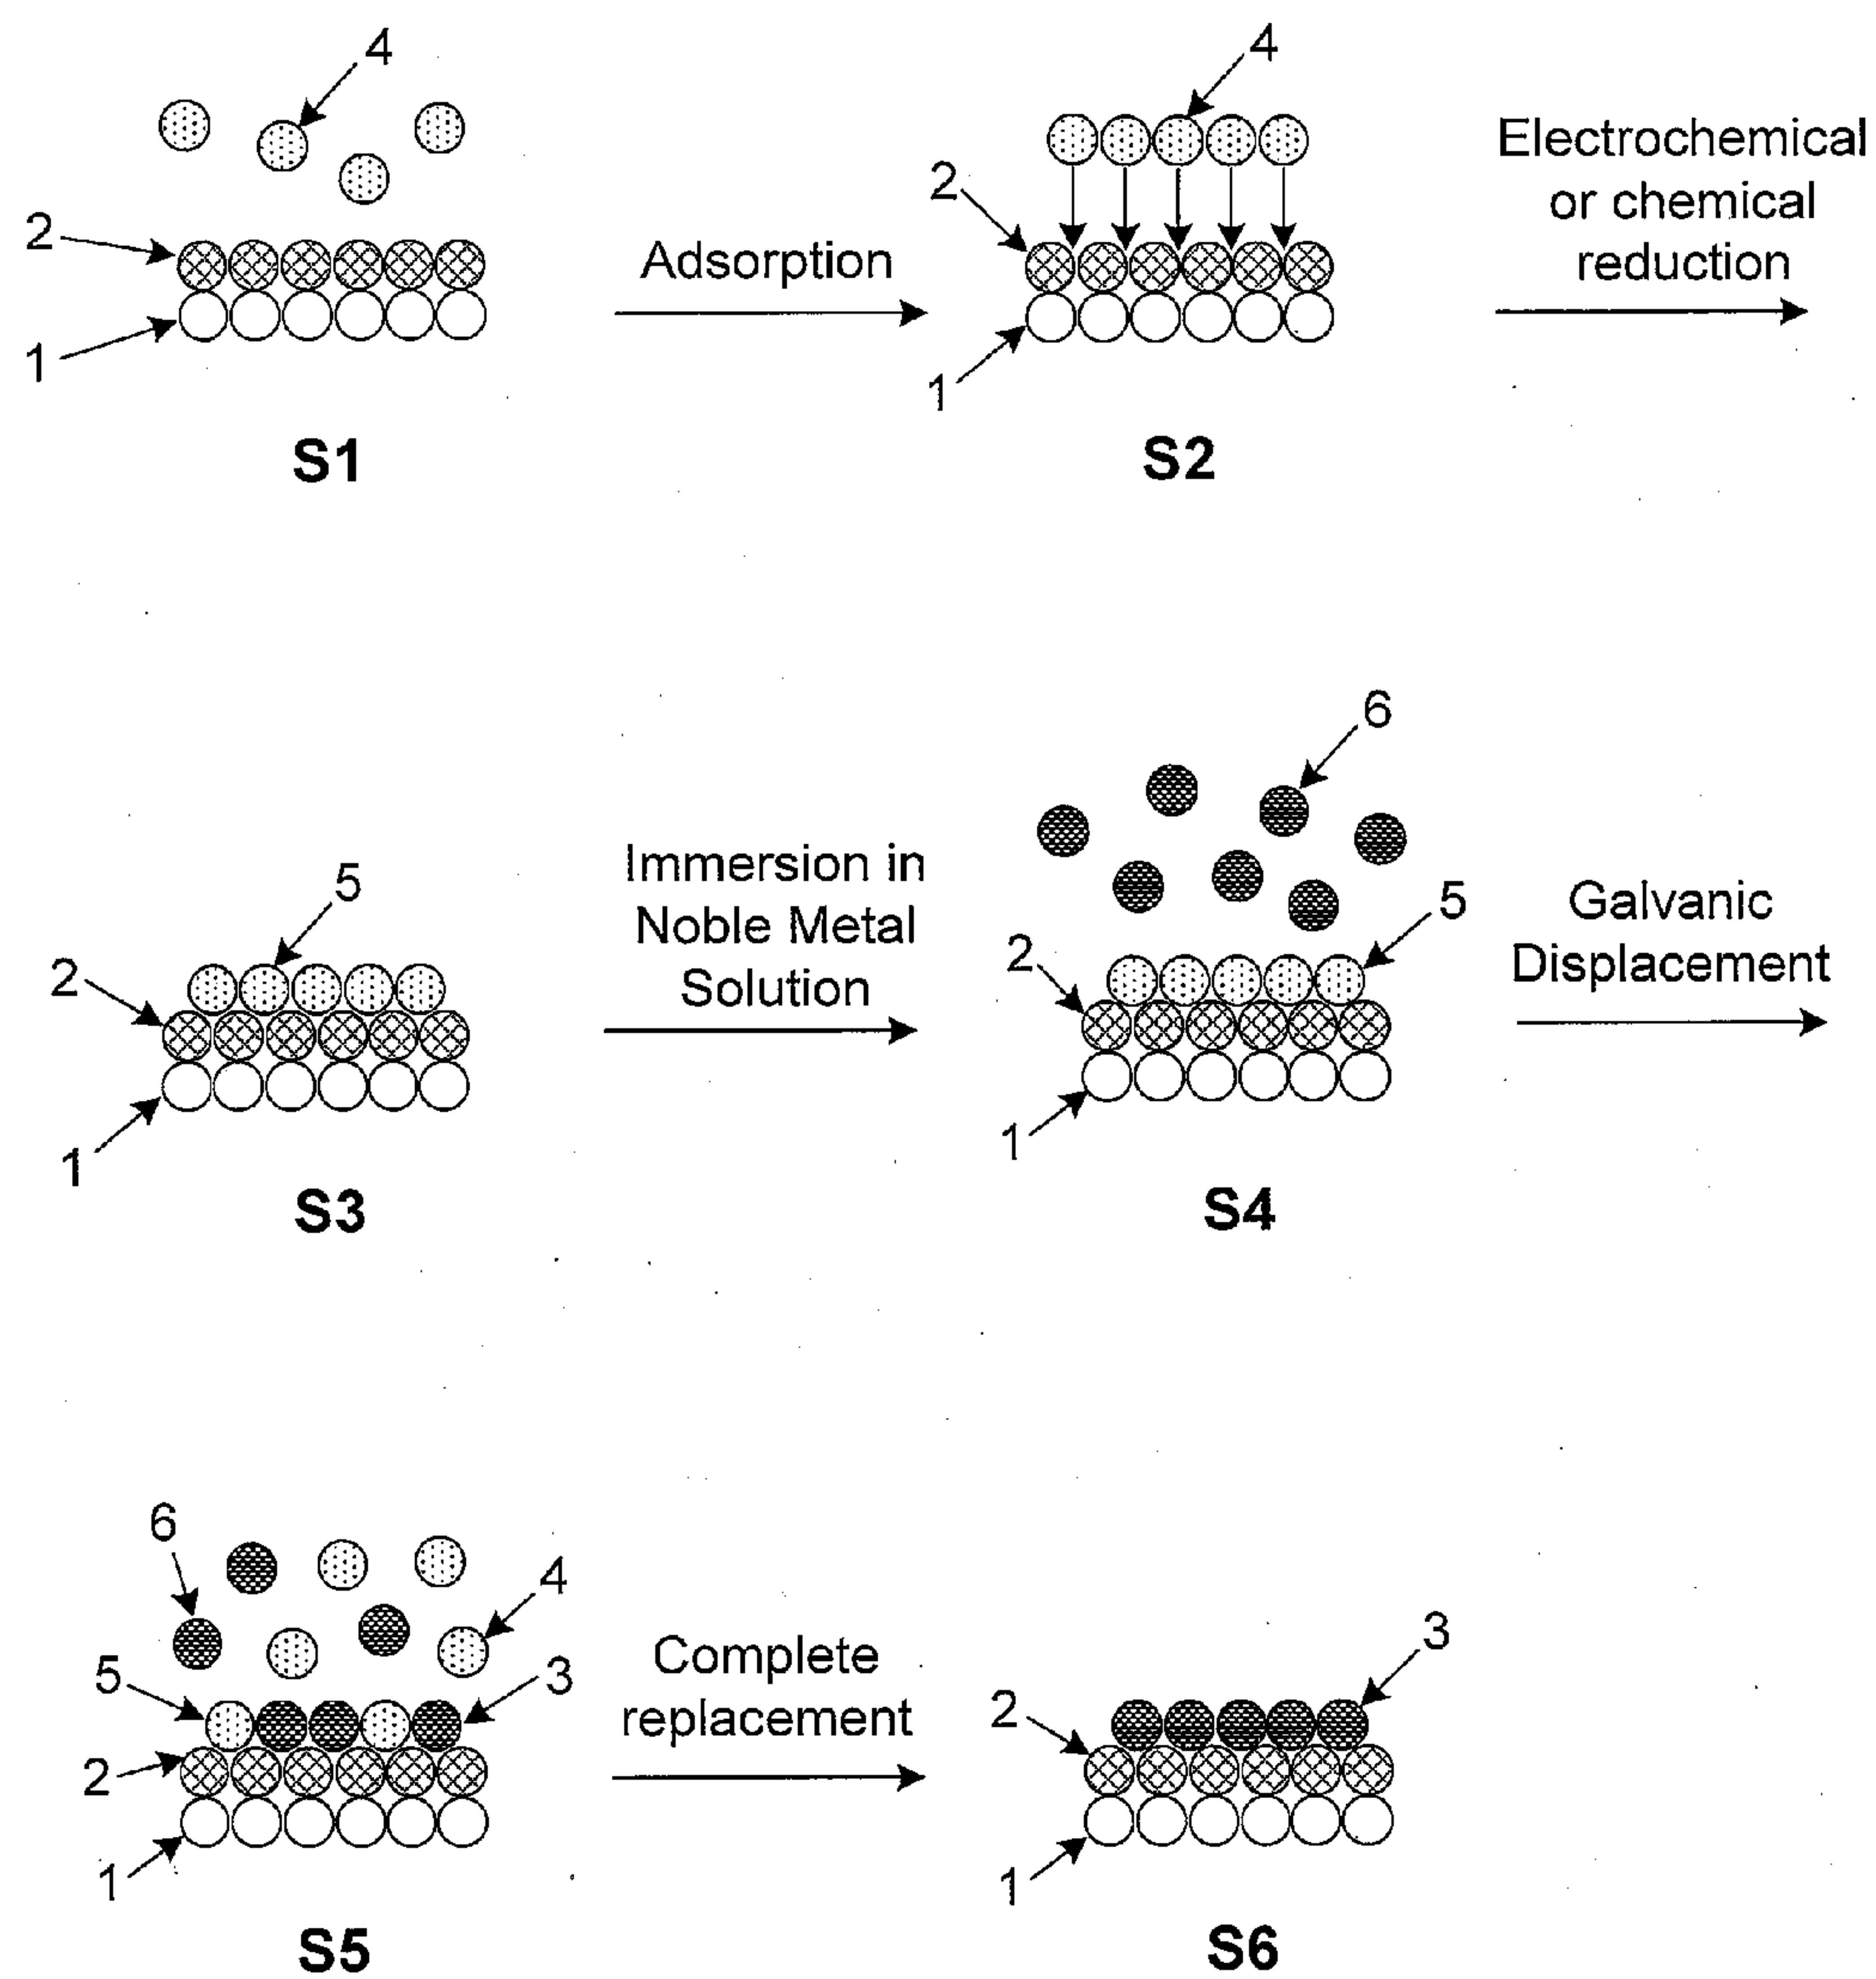 4
2
1
S1
Adsorption
4
2
1
S2
Electrochemical
or chemical
reduction
5
2
1
S3
Immersion in
Noble Metal
Solution
6
5
2
1
S4
Galvanic
Displacement
6
4
5
3
2
1
S5
Complete
replacement
3
2
1
S6